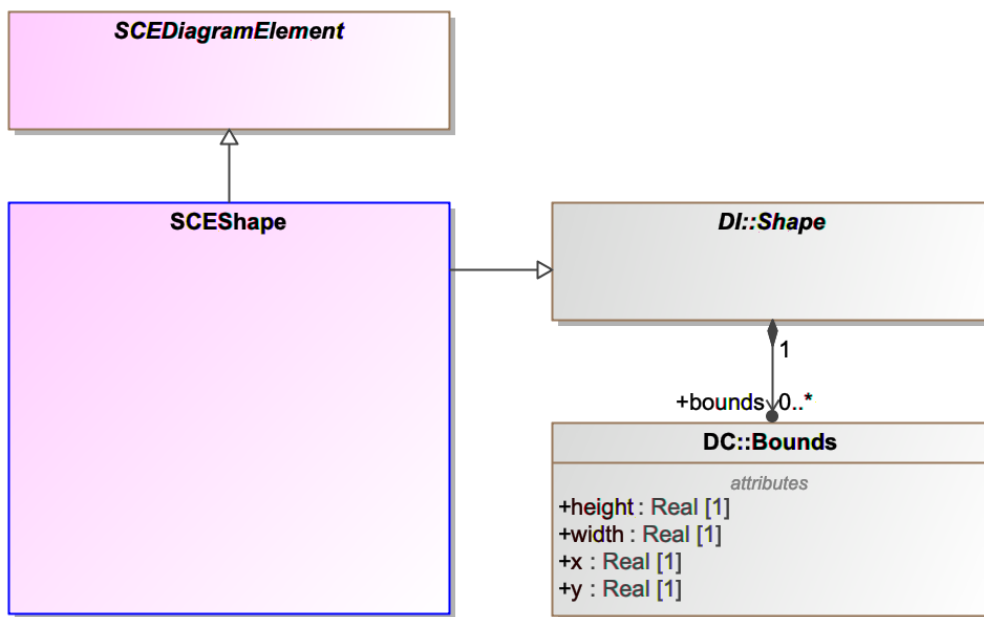 SCEDiagramElement
SCEShape
DI::Shape
1
+bounds 0..*
DC::Bounds
attributes
+height : Real [1]
+width : Real [1]
+x : Real [1]
+y : Real [1]